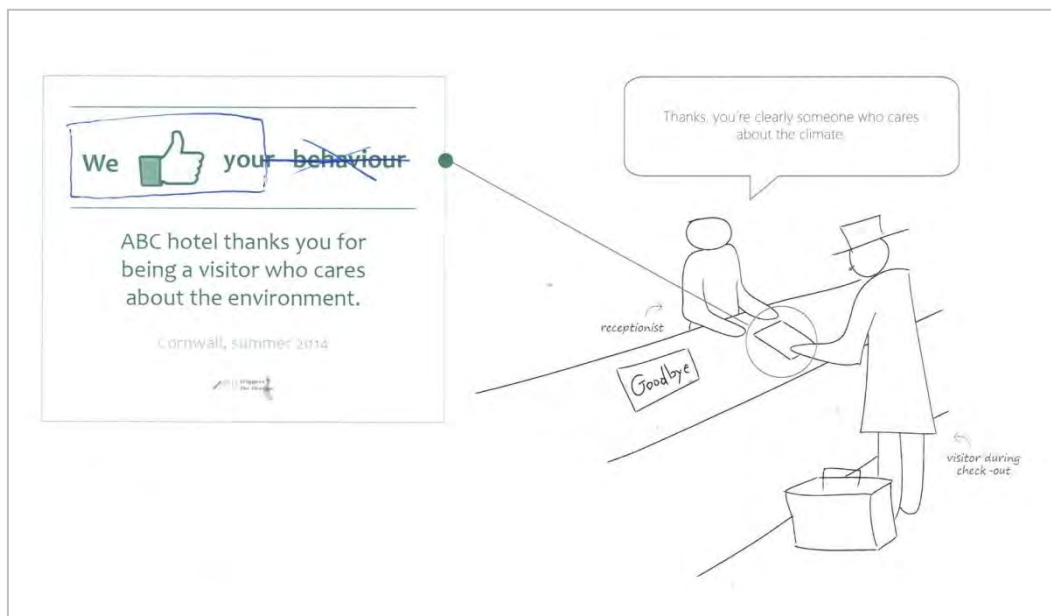 We your behaviour
ABC hotel thanks you for
being a visitor who cares
about the environment.
Cornwall, summer 2014
Thanks, you're clearly someone who cares
about the climate
receptionist
Goodbye
visitor during
check-out